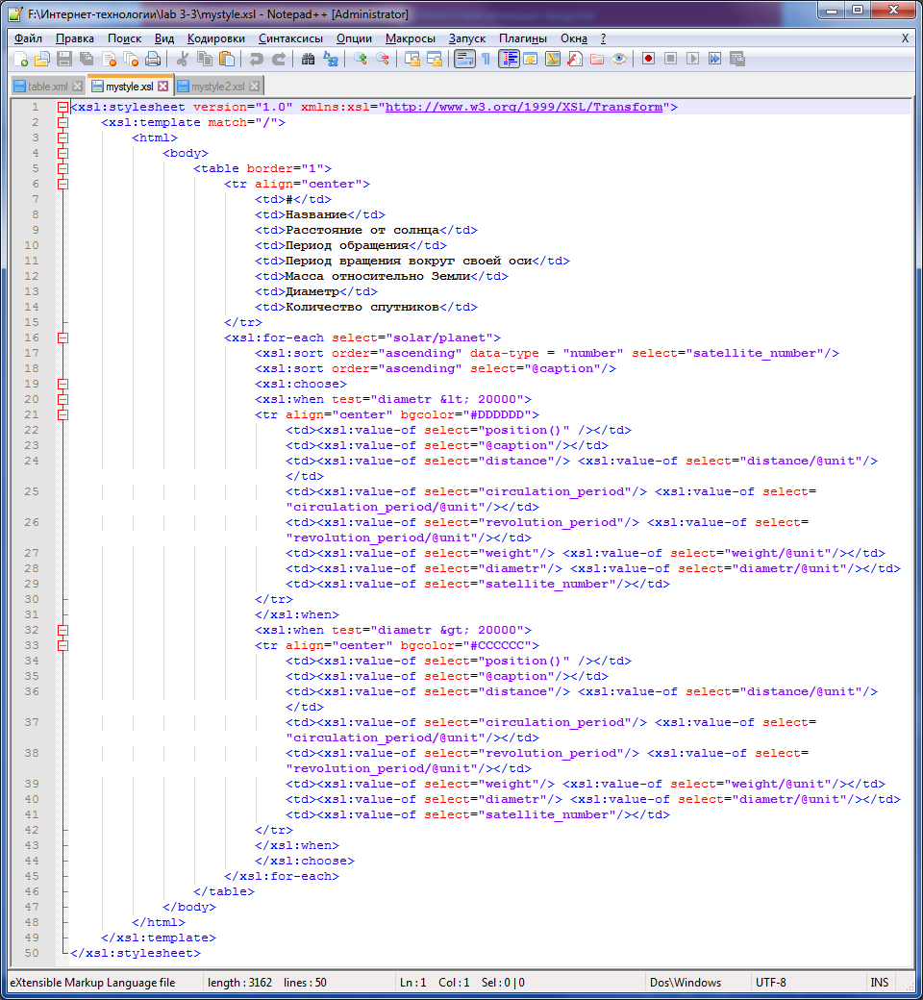 F:\Интернет-технологии\lab 3-3\mystyle.xsl - Notepad++ [Administrator]
Файл Правка Поиск Вид Кодировки Синтаксисы Опции Макросы Запуск Плагины Окна ? X
table.xml mystyle.xsl mystyle2.xsl
1 <xsl:stylesheet version="1.0" xmlns:xsl="http://www.w3.org/1999/XSL/Transform">
2 <xsl:template match="/">
3 <html>
4 <body>
5 <table border="1">
6 <tr align="center">
7 <td>#</td>
8 <td>Название</td>
9 <td>Расстояние от солнца</td>
10 <td>Период обращения</td>
11 <td>Период вращения вокруг своей оси</td>
12 <td>Масса относительно Земли</td>
13 <td>Диаметр</td>
14 <td>Количество спутников</td>
15 </tr>
16 <xsl:for-each select="solar/planet">
17 <xsl:sort order="ascending" data-type = "number" select="satellite_number"/>
18 <xsl:sort order="ascending" select="@caption"/>
19 <xsl:choose>
20 <xsl:when test="diametr &lt; 20000">
21 <tr align="center" bgcolor="#DDDDDD">
22 <td><xsl:value-of select="position()" /></td>
23 <td><xsl:value-of select="@caption"/></td>
24 <td><xsl:value-of select="distance"/> <xsl:value-of select="distance/@unit"/>
</td>
25 <td><xsl:value-of select="circulation_period"/> <xsl:value-of select=
"circulation_period/@unit"/></td>
26 <td><xsl:value-of select="revolution_period"/> <xsl:value-of select=
"revolution_period/@unit"/></td>
27 <td><xsl:value-of select="weight"/> <xsl:value-of select="weight/@unit"/></td>
28 <td><xsl:value-of select="diametr"/> <xsl:value-of select="diametr/@unit"/></td>
29 <td><xsl:value-of select="satellite_number"/></td>
30 </tr>
31 </xsl:when>
32 <xsl:when test="diametr &gt; 20000">
33 <tr align="center" bgcolor="#CCCCCC">
34 <td><xsl:value-of select="position()" /></td>
35 <td><xsl:value-of select="@caption"/></td>
36 <td><xsl:value-of select="distance"/> <xsl:value-of select="distance/@unit"/>
</td>
37 <td><xsl:value-of select="circulation_period"/> <xsl:value-of select=
"circulation_period/@unit"/></td>
38 <td><xsl:value-of select="revolution_period"/> <xsl:value-of select=
"revolution_period/@unit"/></td>
39 <td><xsl:value-of select="weight"/> <xsl:value-of select="weight/@unit"/></td>
40 <td><xsl:value-of select="diametr"/> <xsl:value-of select="diametr/@unit"/></td>
41 <td><xsl:value-of select="satellite_number"/></td>
42 </tr>
43 </xsl:when>
44 </xsl:choose>
45 </xsl:for-each>
46 </table>
47 </body>
48 </html>
49 </xsl:template>
50 </xsl:stylesheet>
eXtensible Markup Language file length : 3162 lines : 50 Ln : 1 Col : 1 Sel : 0 | 0 Dos\Windows UTF-8 INS